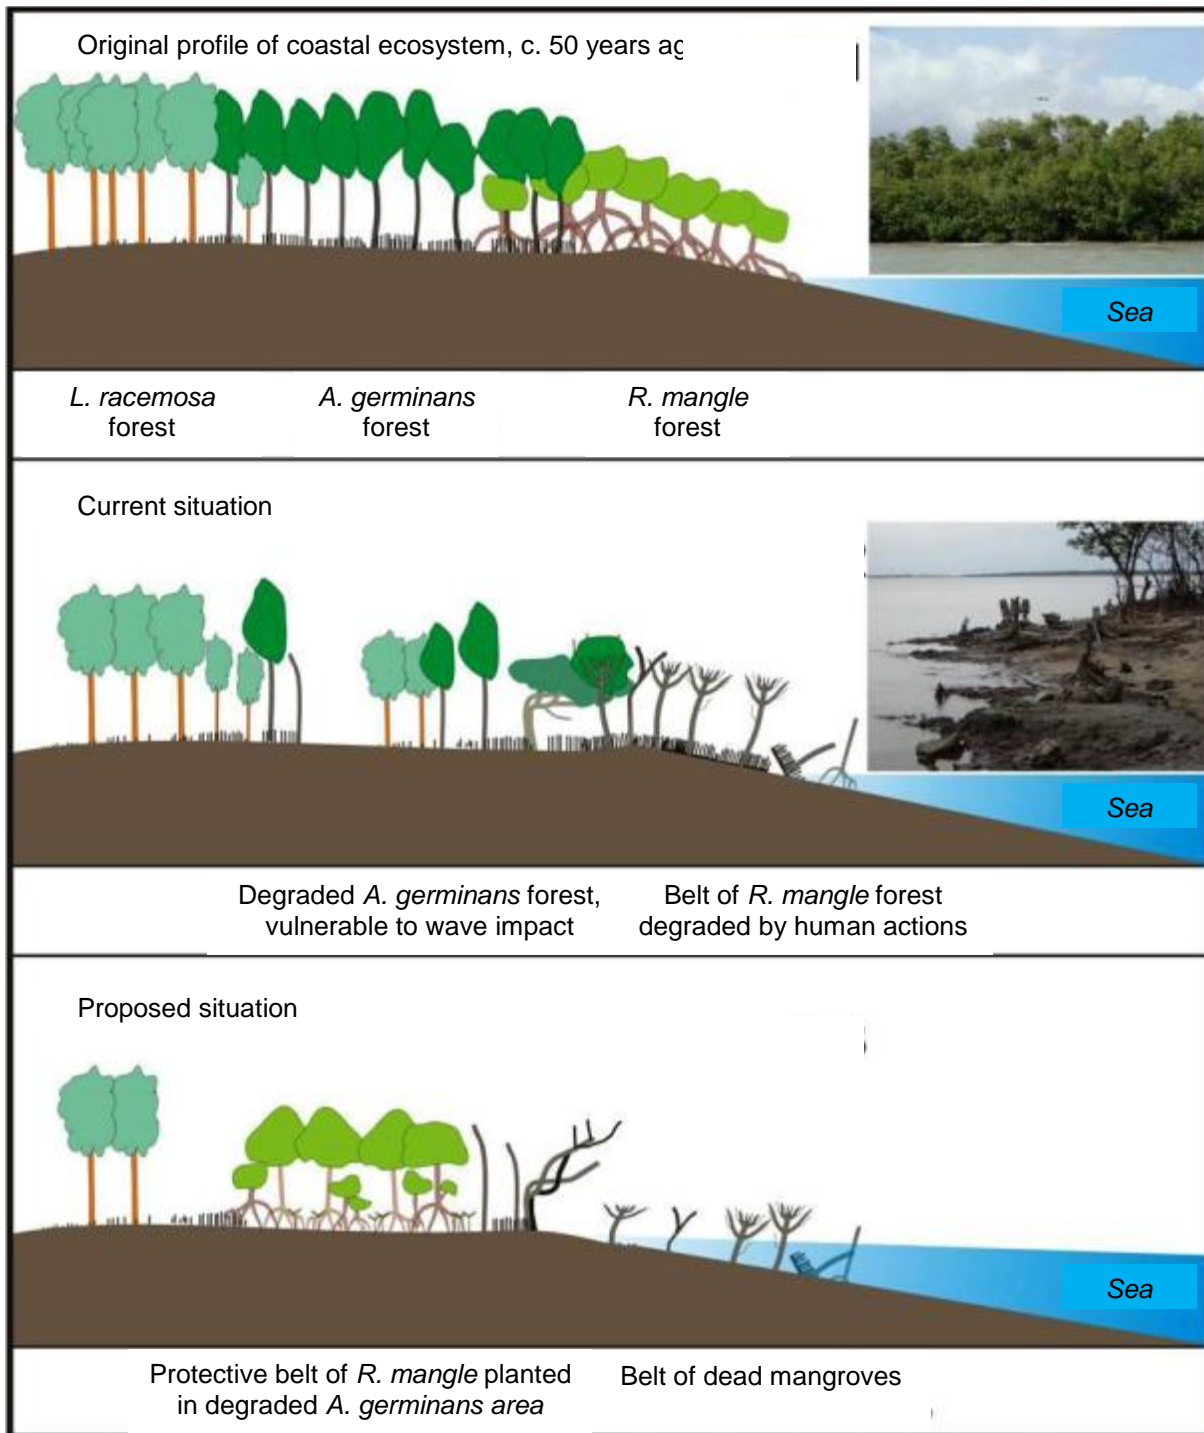 Original profile of coastal ecosystem, c. 50 years ag
Sea
L. racemosa
forest
A. germinans
forest
R. mangle
forest
Current situation
Sea
Degraded A. germinans forest,
vulnerable to wave impact
Belt of R. mangle forest
degraded by human actions
Proposed situation
Sea
Protective belt of R. mangle planted
in degraded A. germinans area
Belt of dead mangroves